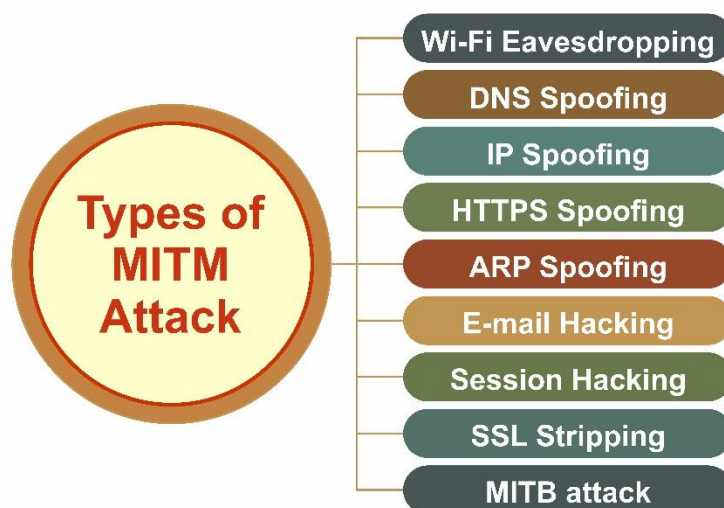 Types of
MITM
Attack
Wi-Fi Eavesdropping
DNS Spoofing
IP Spoofing
HTTPS Spoofing
ARP Spoofing
E-mail Hacking
Session Hacking
SSL Stripping
MITB attack